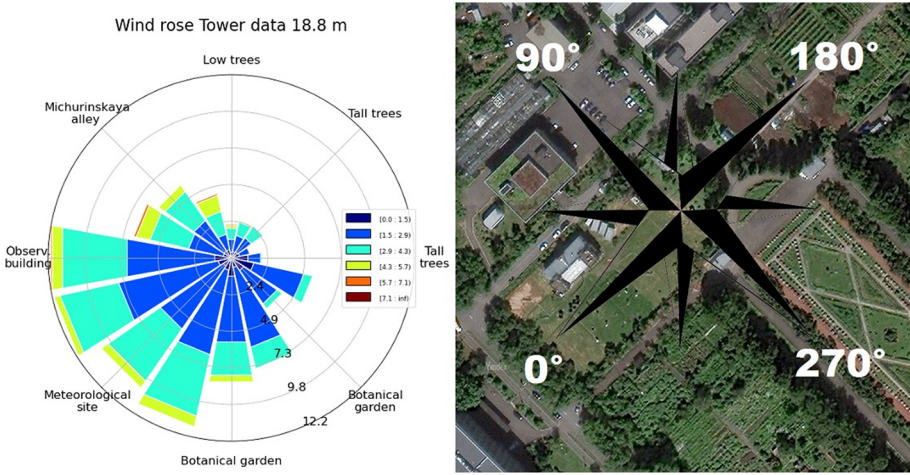 Wind rose Tower data 18.8 m
Low trees
Michurinskaya
alley
Tall trees
Observ.
building
Tall
trees
[0.0 : 1.5)
[1.5 : 2.9)
[2.9 : 4.3)
[4.3 : 5.7)
[5.7 : 7.1)
[7.1 : inf)
2.4
4.9
7.3
9.8
12.2
Meteorological
site
Botanical
garden
Botanical garden
90°
180°
0°
270°